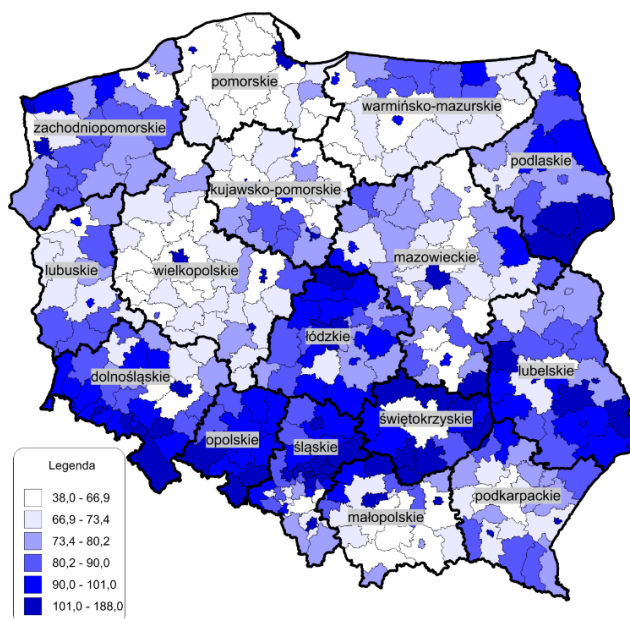 pomorskie
warmińsko-mazurskie
zachodniopomorskie
podlaskie
kujawsko-pomorskie
mazowieckie
lubuskie
wielkopolskie
łódzkie
lubelskie
dolnośląskie
świętokrzyskie
opolskie
śląskie
podkarpackie
małopolskie
Legenda
38,0 - 66,9
66,9 - 73,4
73,4 - 80,2
80,2 - 90,0
90,0 - 101,0
101,0 - 188,0